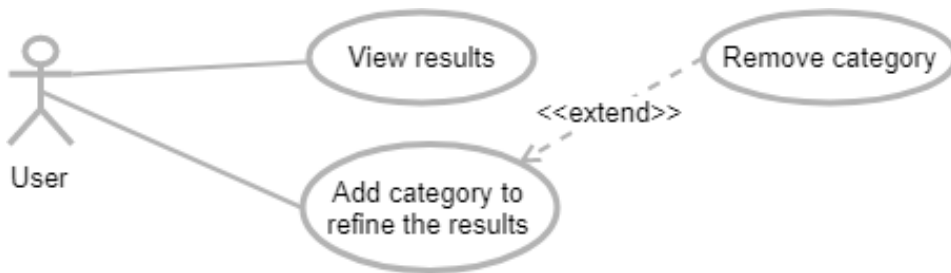 View results
Remove category
<<extend>>
User
Add category to
refine the results